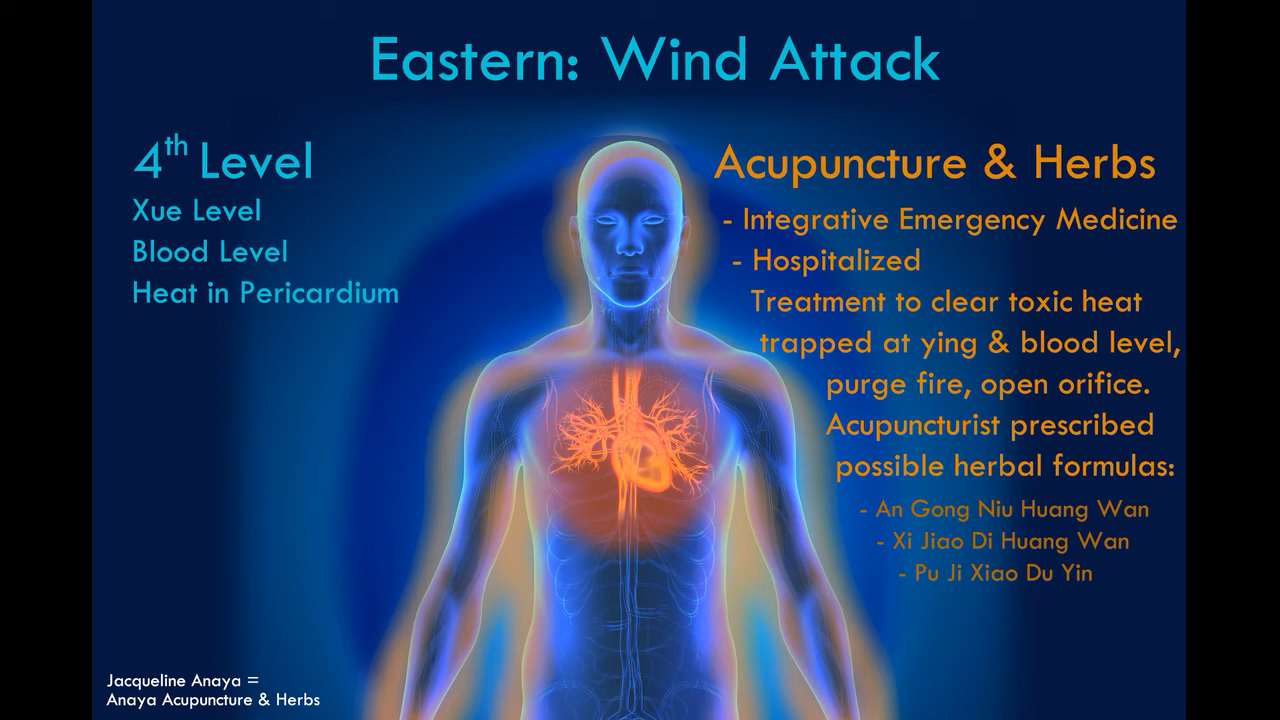 Eastern: Wind Attack
4th Level
Xue Level
Blood Level
Heat in Pericardium
Acupuncture & Herbs
- Integrative Emergency Medicine
- Hospitalized
Treatment to clear toxic heat
trapped at ying & blood level,
purge fire, open orifice.
Acupuncturist prescribed
possible herbal formulas:
- An Gong Niu Huang Wan
- Xi Jiao Di Huang Wan
- Pu Ji Xiao Du Yin
Jacqueline Anaya =
Anaya Acupuncture & Herbs